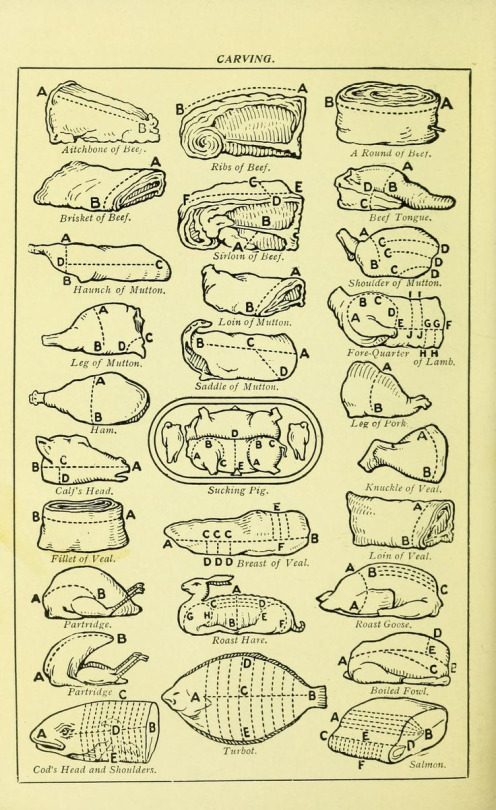 CARVING.
A
B
Aitchbone of Beef.
B
A
Ribs of Beef.
B
A
A Round of Beef.
A
B
Brisket of Beef.
F
C
E
D
B
A
Sirloin of Beef.
A
D
B
C
Beef Tongue.
A
D
C
B
Haunch of Mutton.
A
B
Loin of Mutton.
A
C
B
C
D
D
D
Shoulder of Mutton.
A
B
D
C
Leg of Mutton.
B
C
A
D
Saddle of Mutton.
B
C
A
D
I
I
E
J
J
G
G
F
H
H
Fore-Quarter of Lamb.
A
B
Ham.
A
B
D
B
C
B
C
A
E
A
Sucking Pig.
A
B
Leg of Pork.
B
C
A
D
Calf's Head.
A
B
Knuckle of Veal.
B
A
Fillet of Veal.
A
C C C
E
F
B
D D D
Breast of Veal.
A
B
Loin of Veal.
A
B
Partridge.
A
C
D
G
H
B
E
F
Roast Hare.
A
B
C
A
Roast Goose.
B
A
Partridge
D
A
C
B
E
Turbot.
D
E
A
C
B
Boiled Fowl.
C
A
D
B
E
Cod's Head and Shoulders.
A
B
C
E
D
F
Salmon.